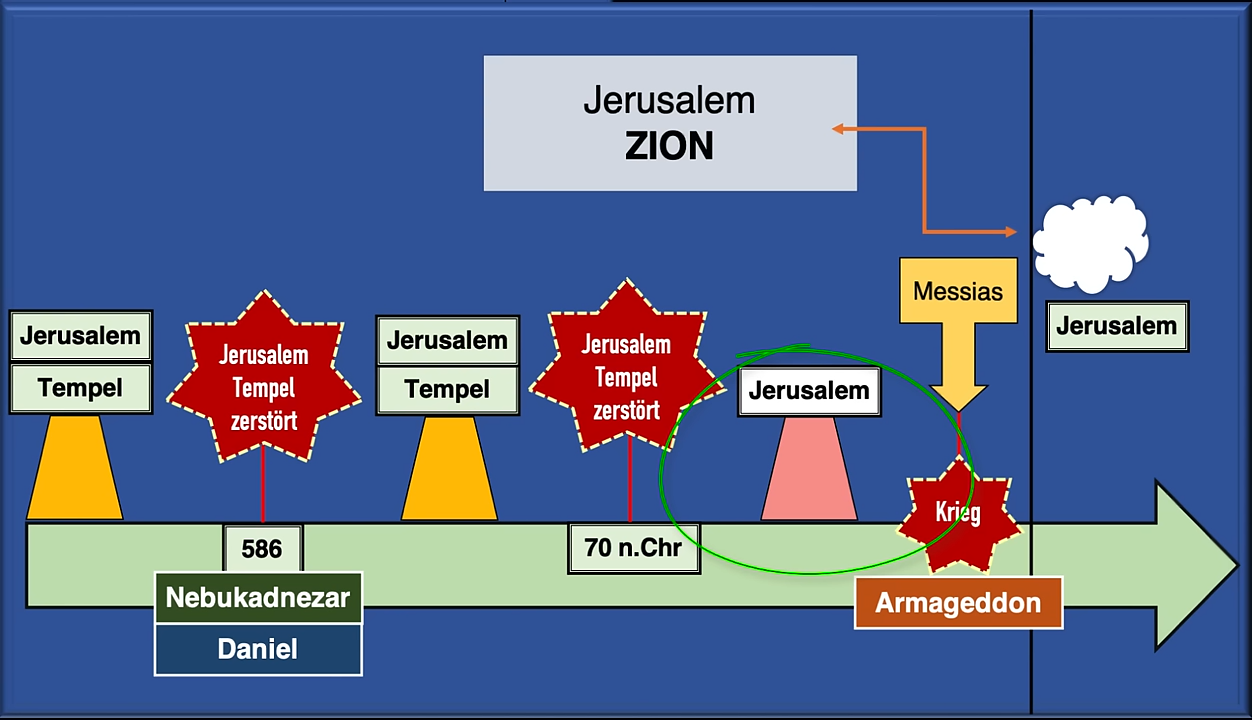 Jerusalem
ZION
Messias
Jerusalem
Tempel
Jerusalem
Tempel
zerstört
Jerusalem
Tempel
Jerusalem
Tempel
zerstört
Jerusalem
Krieg
Jerusalem
586
Nebukadnezar
Daniel
70 n.Chr
Armageddon